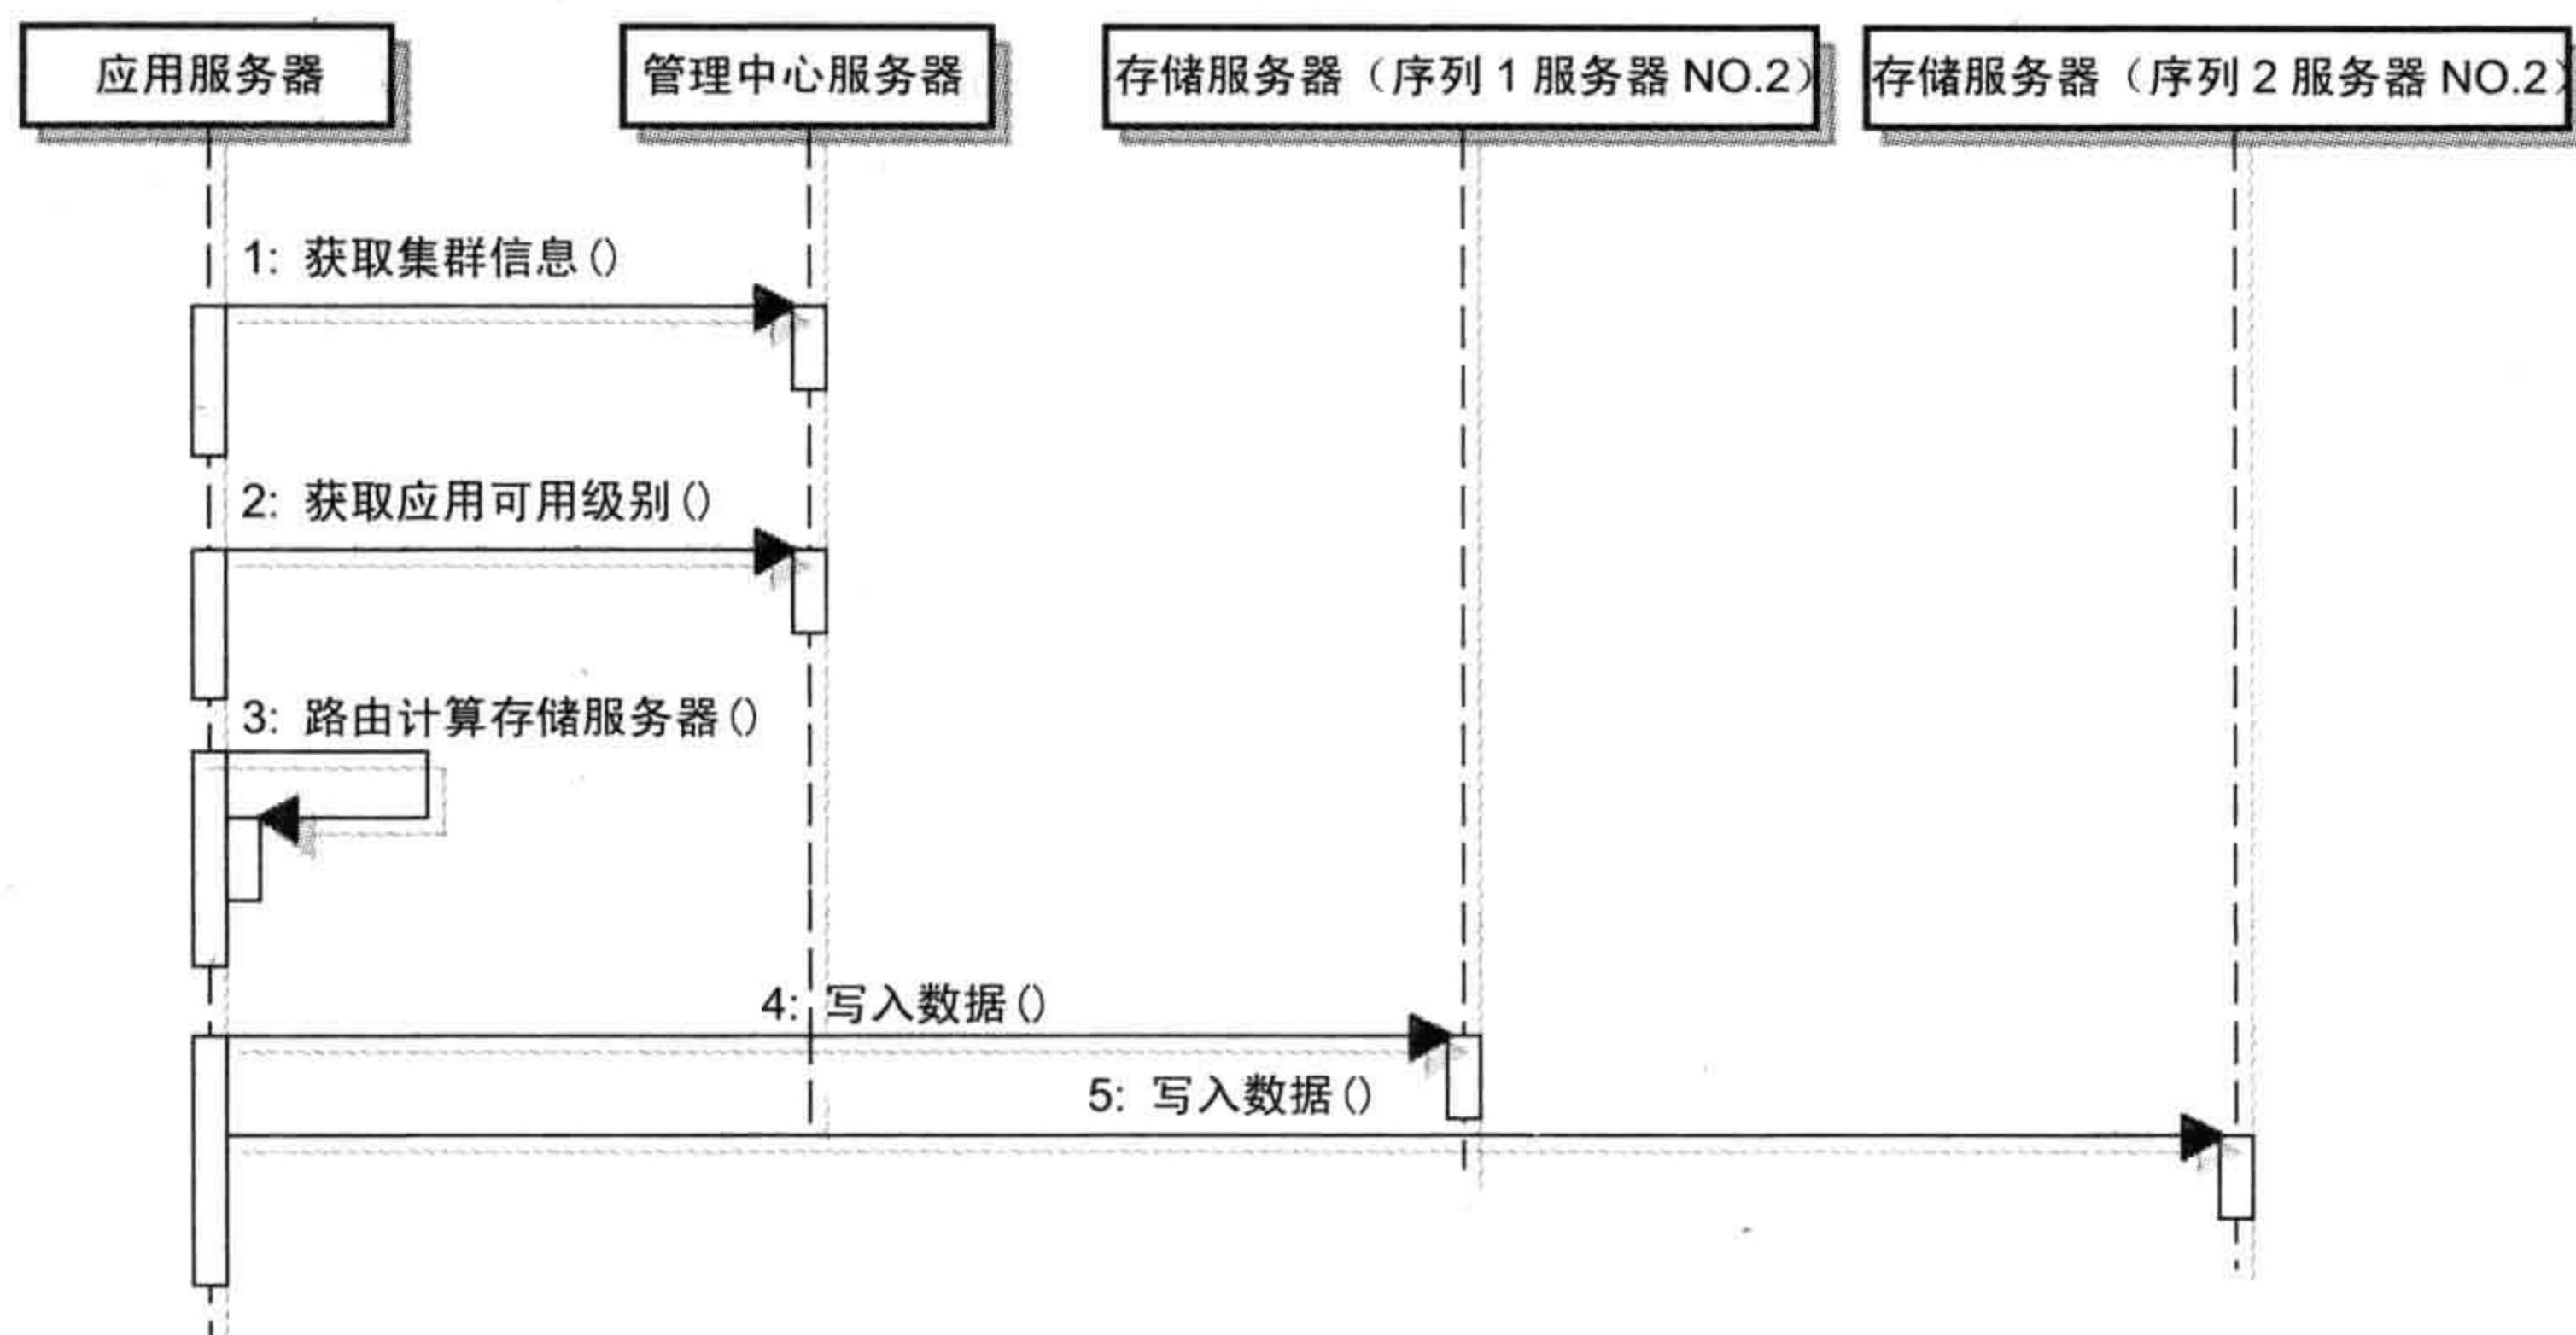 应用服务器
管理中心服务器
存储服务器（序列 1 服务器 NO.2）
存储服务器（序列 2 服务器 NO.2）
1: 获取集群信息()
2: 获取应用可用级别()
3: 路由计算存储服务器()
4: 写入数据()
5: 写入数据()